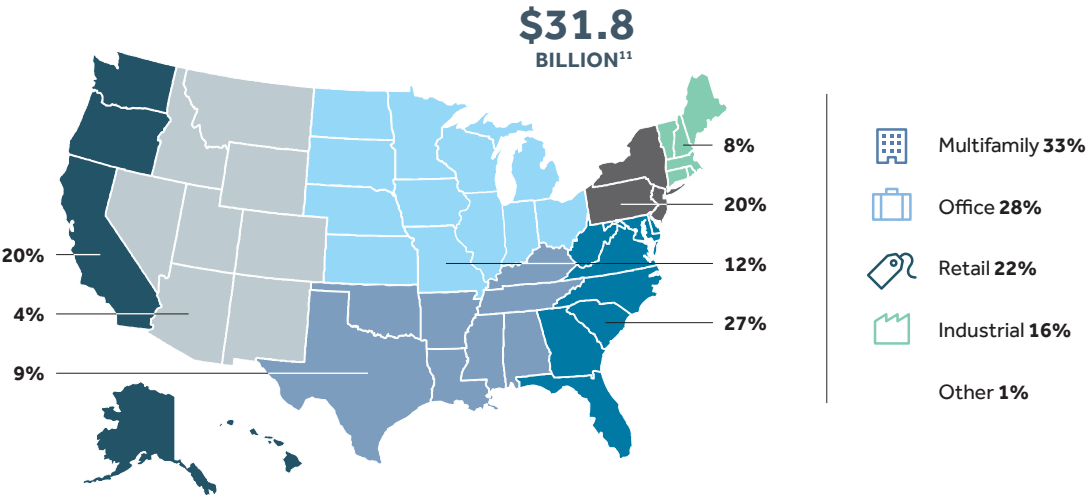 $31.8
BILLION11
8%
20%
12%
27%
20%
4%
9%
Multifamily 33%
Office 28%
Retail 22%
Industrial 16%
Other 1%